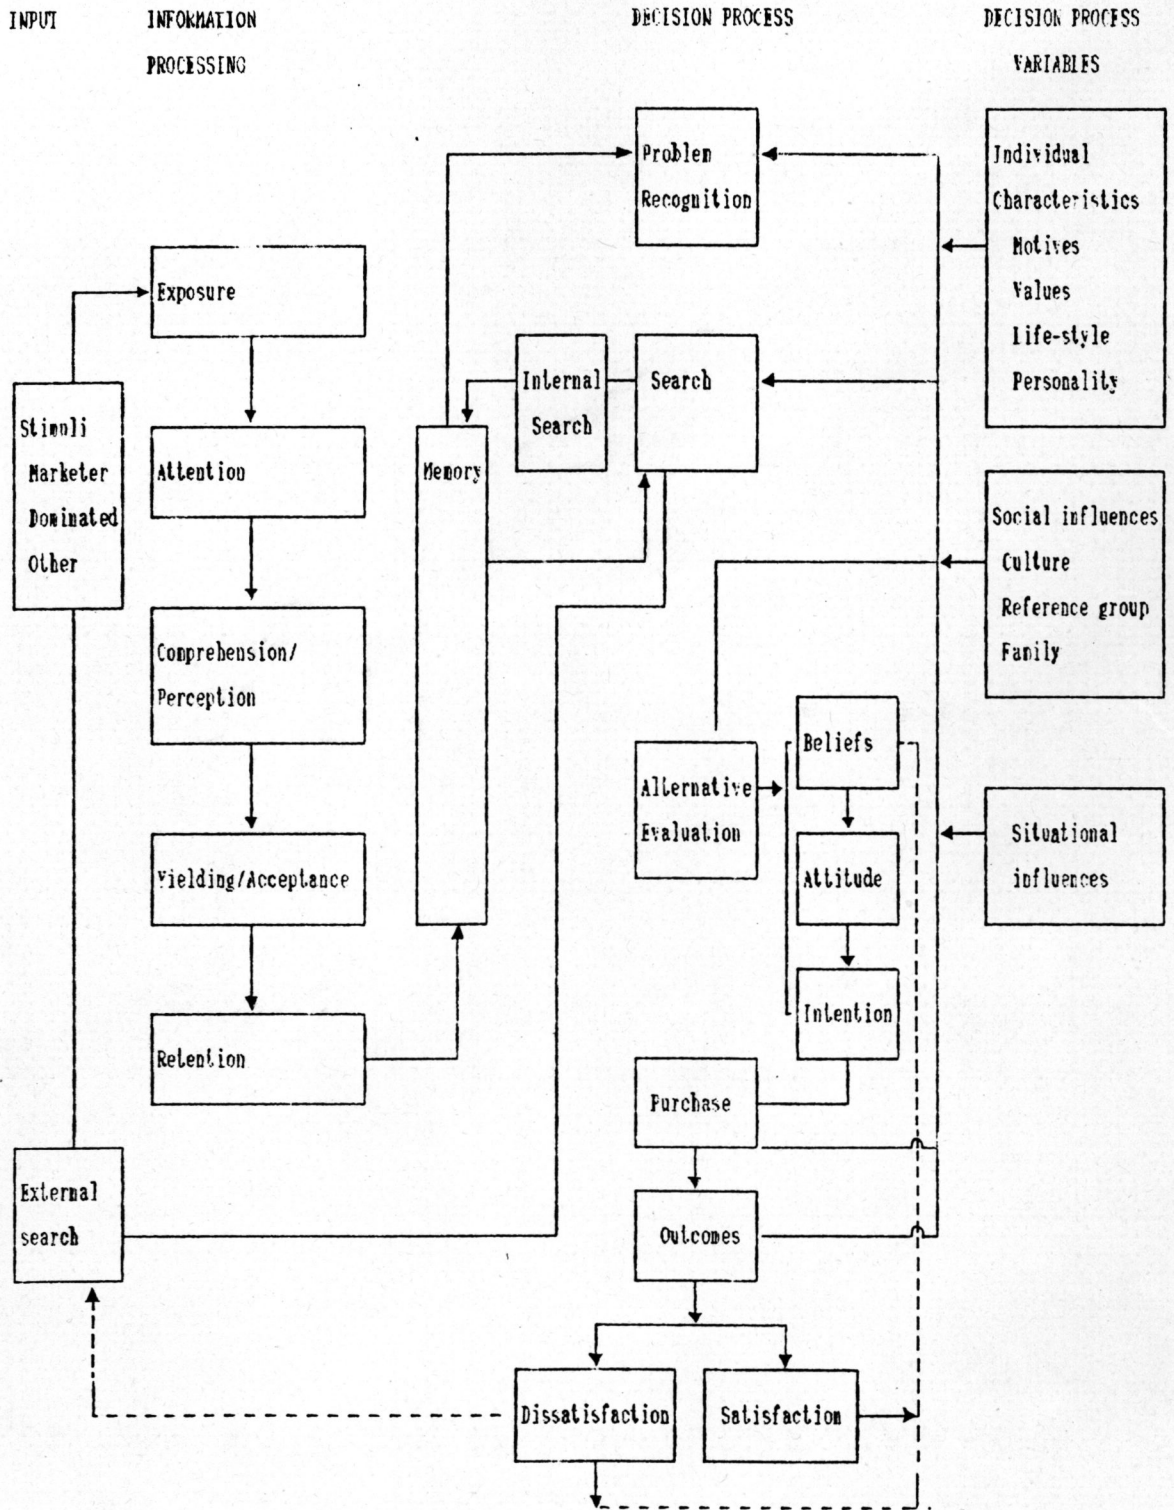 INPUT
INFORMATION
PROCESSING
DECISION PROCESS
DECISION PROCESS
VARIABLES
Problem
Recognition
Individual
Characteristics
Motives
Values
Life-style
Personality
Exposure
Internal
Search
Search
Stimuli
Marketer
Dominated
Other
Attention
Memory
Social influences
Culture
Reference group
Family
Comprehension/
Perception
Beliefs
Alternative
Evaluation
Situational
influences
Yielding/Acceptance
Attitude
Intention
Retention
Purchase
External
search
Outcomes
Dissatisfaction
Satisfaction